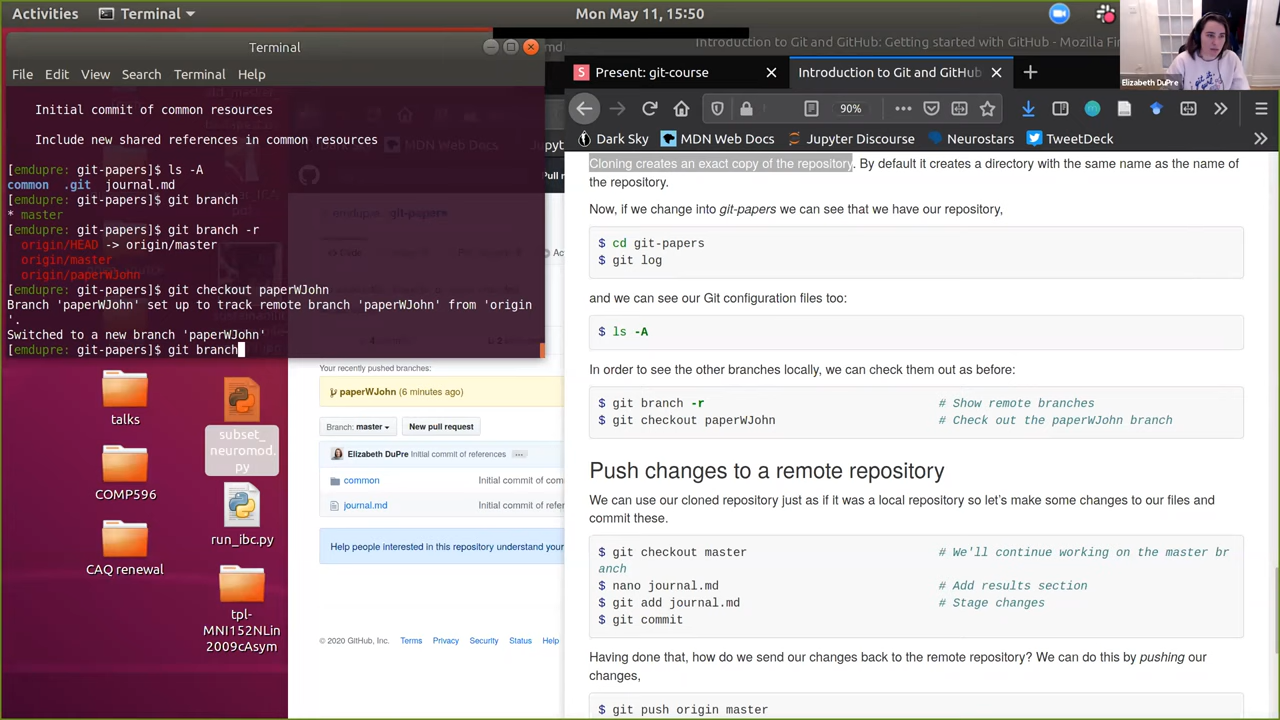 Activities
Terminal
Mon May 11, 15:50
Terminal
Introduction to Git and GitHub: Getting started with GitHub - Mozilla Fi
Elizabeth DuPre
File Edit View Search Terminal Help
Initial commit of common resources
Include new shared references in common resources
[emdupre: git-papers]$ ls -A
common .git journal.md
[emdupre: git-papers]$ git branch
* master
[emdupre: git-papers]$ git branch -r
origin/HEAD -> origin/master
origin/master
origin/paperWJohn
[emdupre: git-papers]$ git checkout paperWJohn
Branch 'paperWJohn' set up to track remote branch 'paperWJohn' from 'origin
'.
Switched to a new branch 'paperWJohn'
[emdupre: git-papers]$ git branch
talks
subset_
neuromod.
py
COMP596
run_ibc.py
CAQ renewal
tpl-
MNI152NLin
2009cAsym
Your recently pushed branches:
paperWJohn (6 minutes ago)
Branch: master
New pull request
Elizabeth DuPre Initial commit of references ...
common Initial commit of com
journal.md Initial commit of refer
Help people interested in this repository understand your
© 2020 GitHub, Inc. Terms Privacy Security Status Help
Present: git-course
Introduction to Git and GitHub
90%
Dark Sky MDN Web Docs Jupyter Discourse Neurostars TweetDeck
Cloning creates an exact copy of the repository. By default it creates a directory with the same name as the name of
the repository.
Now, if we change into git-papers we can see that we have our repository,
$ cd git-papers
$ git log
and we can see our Git configuration files too:
$ ls -A
In order to see the other branches locally, we can check them out as before:
$ git branch -r # Show remote branches
$ git checkout paperWJohn # Check out the paperWJohn branch
Push changes to a remote repository
We can use our cloned repository just as if it was a local repository so let's make some changes to our files and
commit these.
$ git checkout master # We'll continue working on the master br
anch
$ nano journal.md # Add results section
$ git add journal.md # Stage changes
$ git commit
Having done that, how do we send our changes back to the remote repository? We can do this by pushing our
changes,
$ git push origin master